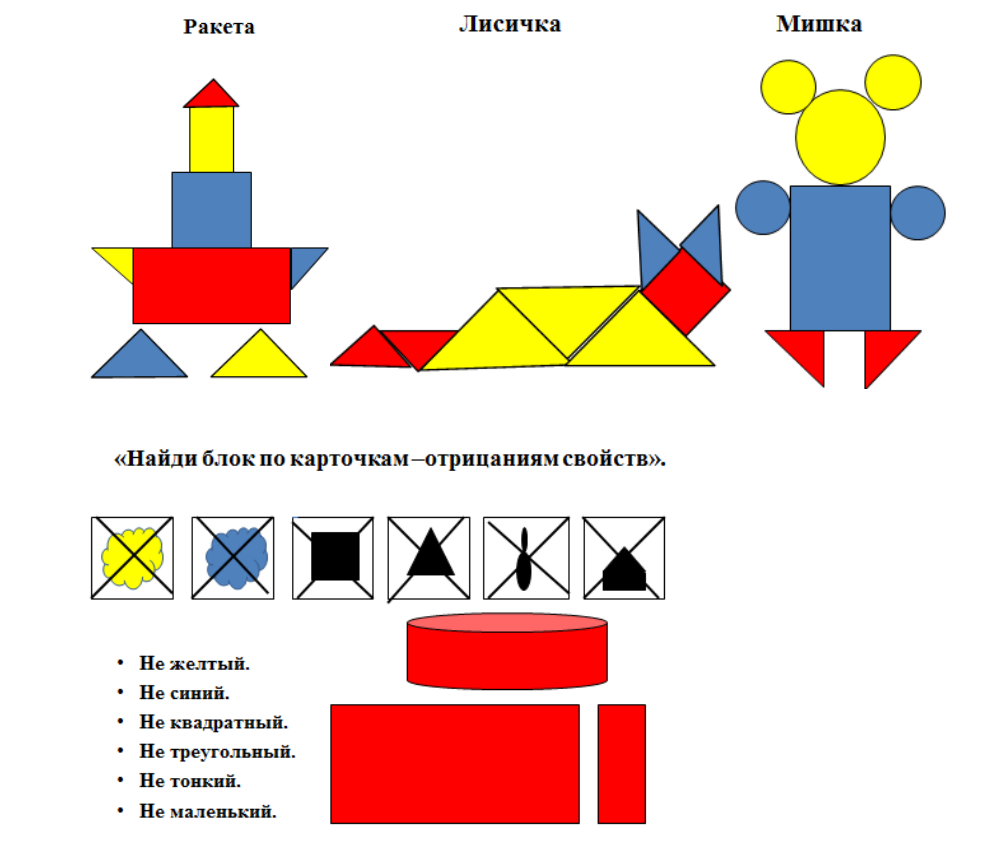 Ракета
Лисичка
Мишка
«Найди блок по карточкам–отрицаниям свойств».
• Не желтый.
• Не синий.
• Не квадратный.
• Не треугольный.
• Не тонкий.
• Не маленький.